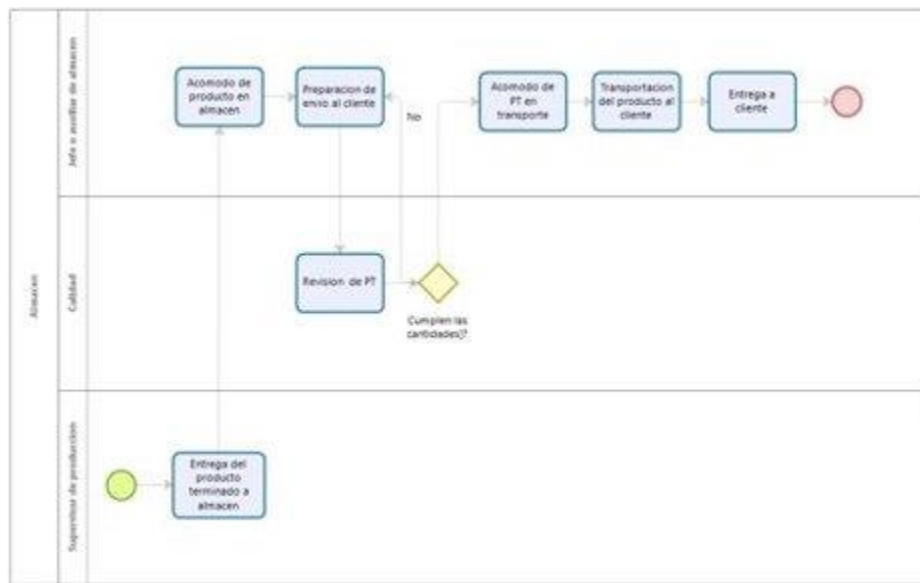 Almacen
Jefe o auxiliar de almacen
Acomodo de
producto en
almacen
Preparacion de
envio al cliente
No
Acomodo de
PT en
transporte
Transportacion
del producto al
cliente
Entrega a
cliente
Calidad
Revision de PT
Cumplen las
cantidades)?
Supervisor de produccion
Entrega del
producto
terminado a
almacen